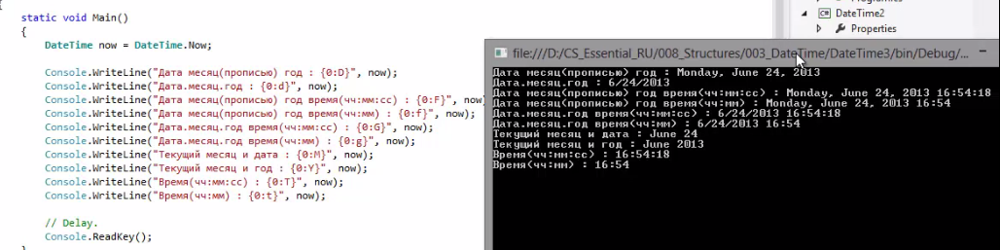 {
static void Main()
{
DateTime now = DateTime.Now;
Console.WriteLine("Дата месяц(прописью) год : {0:D}", now);
Console.WriteLine("Дата.месяц.год : {0:d}", now);
Console.WriteLine("Дата месяц(прописью) год время(чч:мм:сс) : {0:F}", now)
Console.WriteLine("Дата месяц(прописью) год время(чч:мм) : {0:f}", now);
Console.WriteLine("Дата.месяц.год время(чч:мм:сс) : {0:G}", now);
Console.WriteLine("Дата.месяц.год время(чч:мм) : {0:g}", now);
Console.WriteLine("Текущий месяц и дата : {0:M}", now);
Console.WriteLine("Текущий месяц и год : {0:Y}", now);
Console.WriteLine("Время(чч:мм:сс) : {0:T}", now);
Console.WriteLine("Время(чч:мм) : {0:t}", now);
// Delay.
Console.ReadKey();
DateTime2
Properties
file:///D:/CS_Essential_RU/008_Structures/003_DateTime/DateTime3/bin/Debug/...
Дата месяц(прописью) год : Monday, June 24, 2013
Дата.месяц.год : 6/24/2013
Дата месяц(прописью) год время(чч:мм:сс) : Monday, June 24, 2013 16:54:18
Дата месяц(прописью) год время(чч:мм) : Monday, June 24, 2013 16:54
Дата.месяц.год время(чч:мм:сс) : 6/24/2013 16:54:18
Дата.месяц.год время(чч:мм) : 6/24/2013 16:54
Текущий месяц и дата : June 24
Текущий месяц и год : June 2013
Время(чч:мм:сс) : 16:54:18
Время(чч:мм) : 16:54